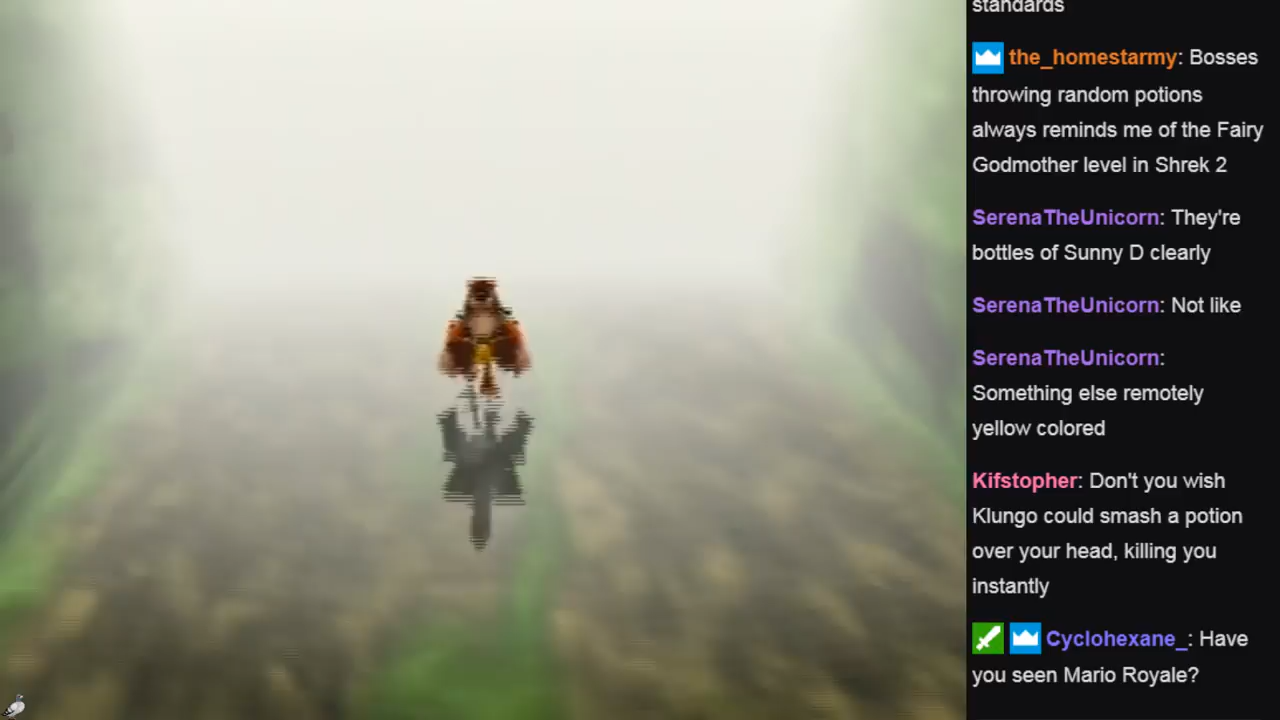 standards
the_homestarmy: Bosses
throwing random potions
always reminds me of the Fairy
Godmother level in Shrek 2
SerenaTheUnicorn: They're
bottles of Sunny D clearly
SerenaTheUnicorn: Not like
SerenaTheUnicorn:
Something else remotely
yellow colored
Kifstopher: Don't you wish
Klungo could smash a potion
over your head, killing you
instantly
Cyclohexane_: Have
you seen Mario Royale?